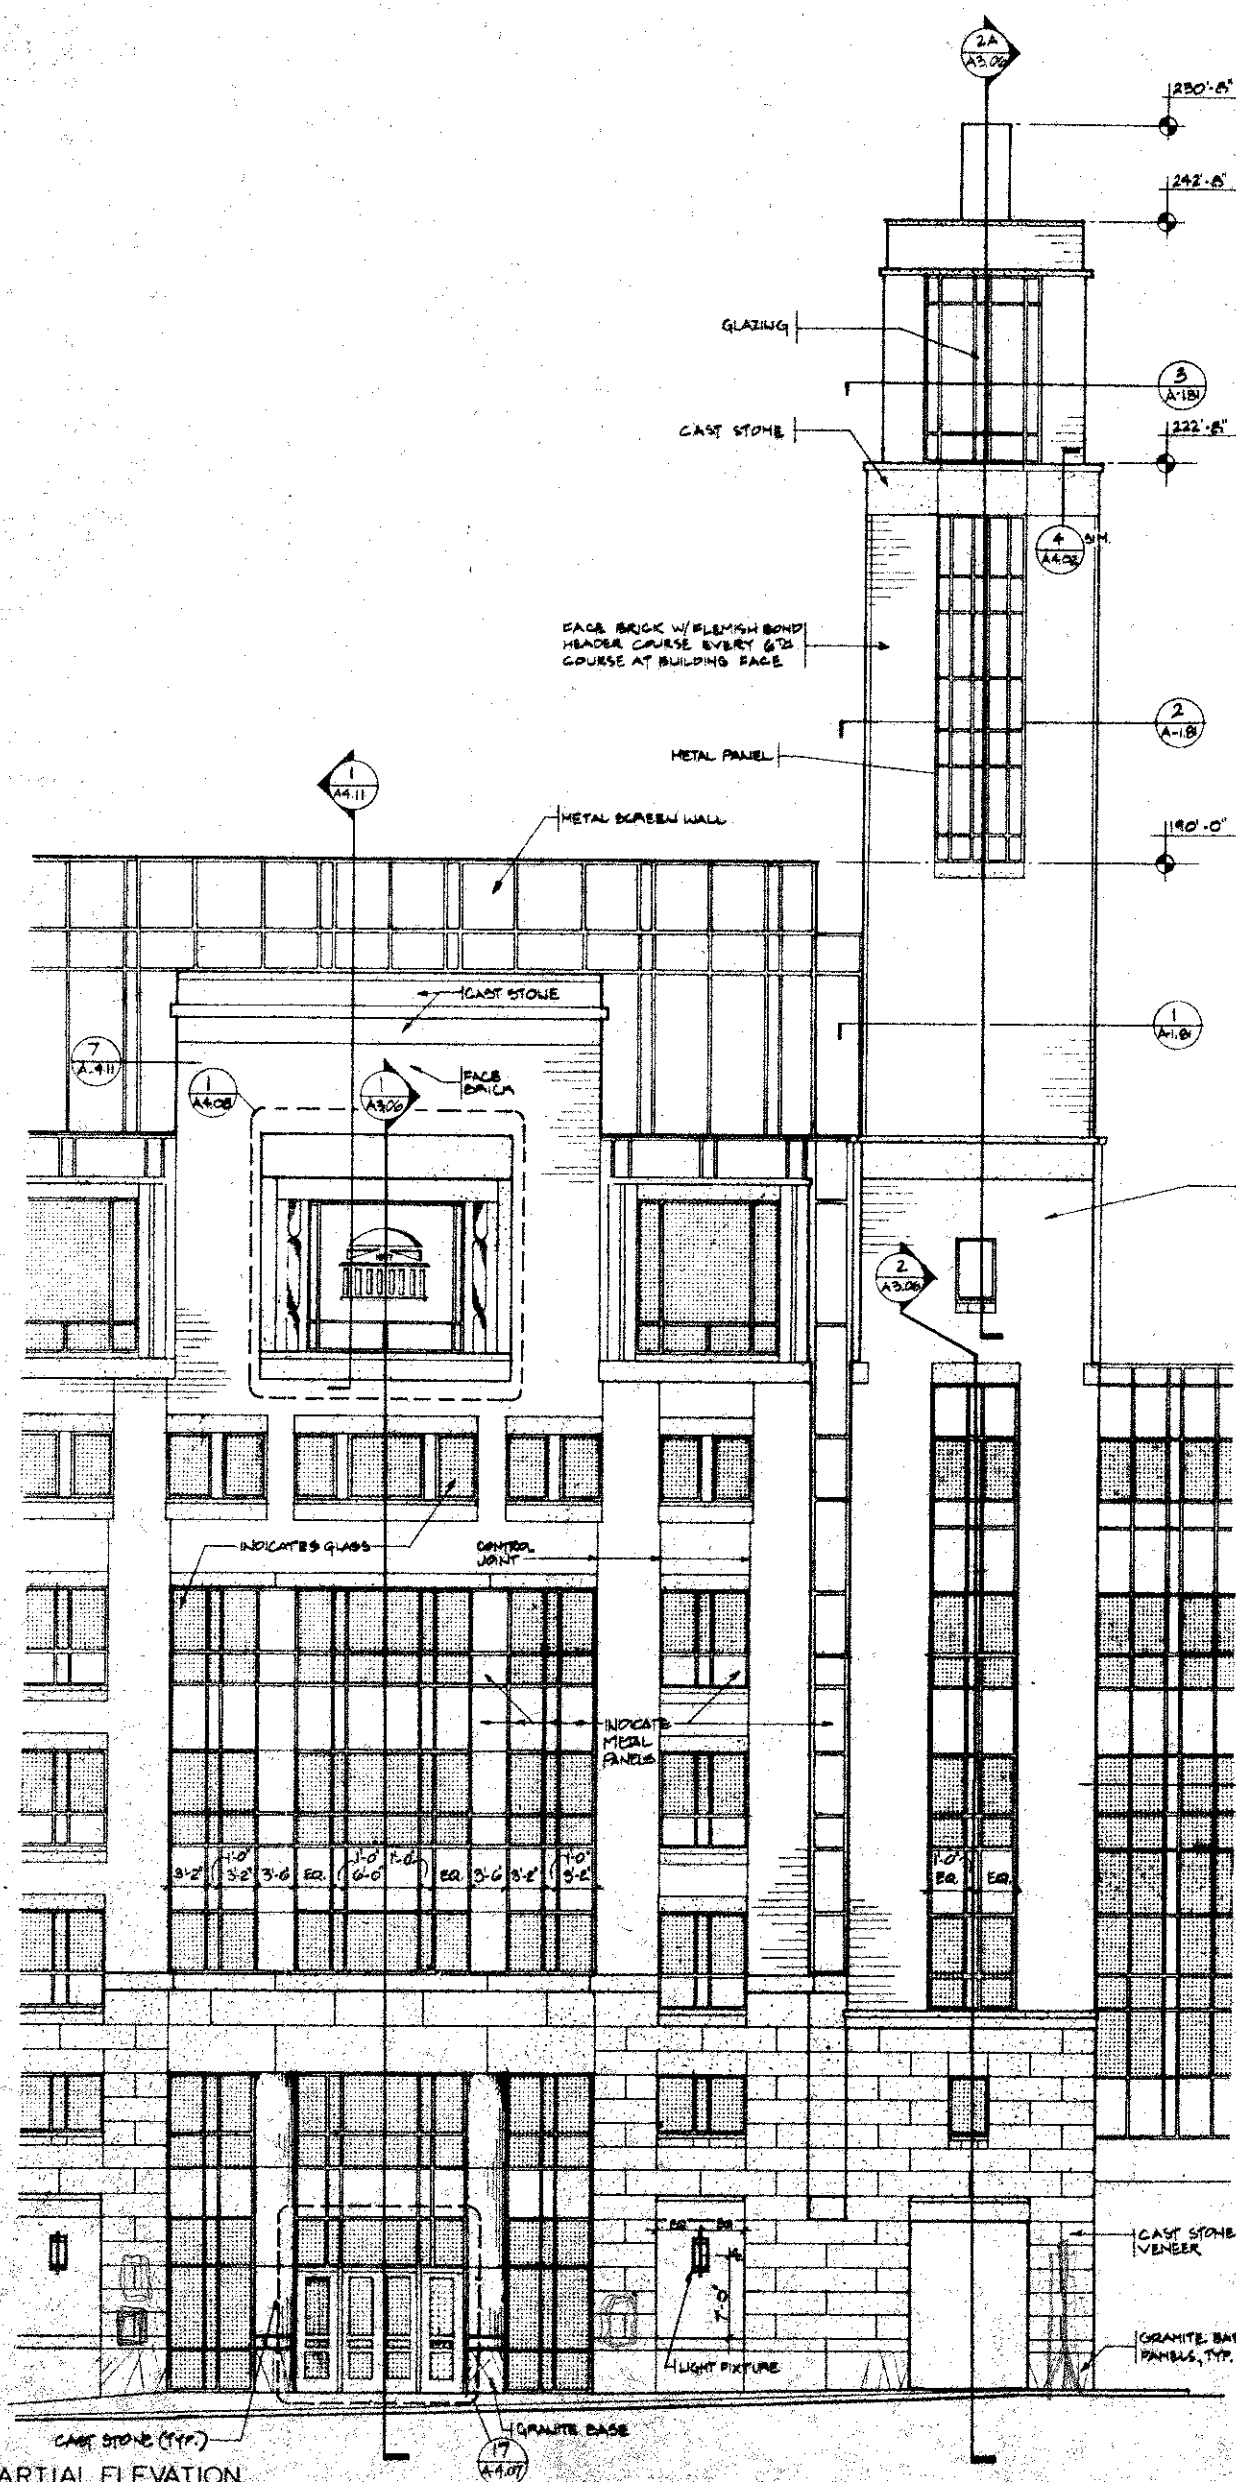 2A
A3.06
230'-8"
242'-8"
GLAZING
3
A-1.81
CAST STONE
222'-8"
4
A4.02
SIM.
FACE BRICK W/ FLEMISH BOND
HEADER COURSE EVERY 6TH
COURSE AT BUILDING FACE
2
A-1.81
METAL PANEL
1
A4.11
METAL SCREEN WALL
190'-0"
CAST STONE
1
A-1.81
7
A-4.11
1
A4.08
FACE
BRICK
1
A3.06
2
A3.06
INDICATES GLASS
CONTROL
JOINT
INDICATE
METAL
PANELS
3'-2" 1'-0" 3'-2" 3'-6 EQ. 1'-0" 6'-0" 1'-0" EQ. 3'-6 3'-2" 1'-0" 3'-2"
1'-0"
EQ. EQ.
EQ. EQ.
7'-0"
CAST STONE
VENEER
LIGHT FIXTURE
GRANITE BA
PANELS, TYP.
CAST STONE (TYP.)
GRANITE BASE
17
A4.07
ARTIAL ELEVATION